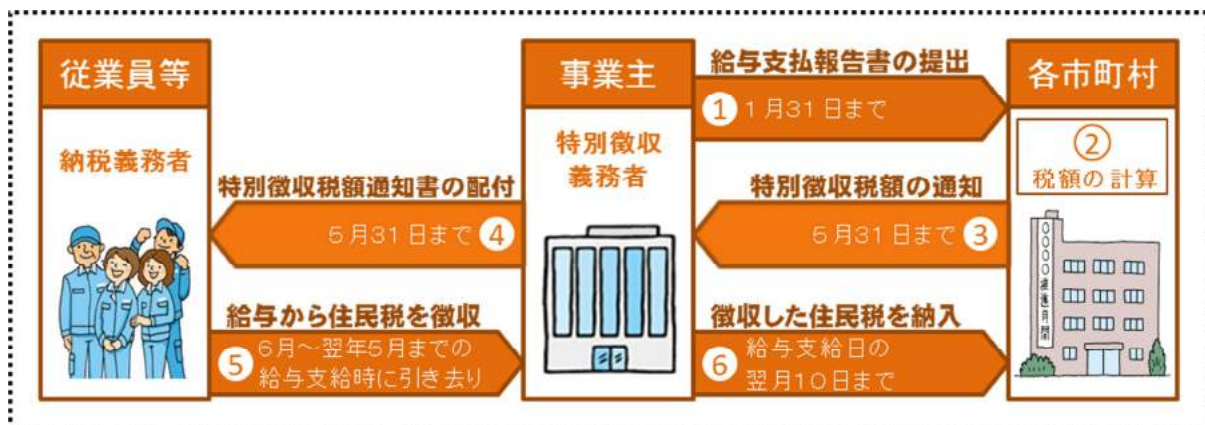 従業員等
納税義務者
事業主
特別徴収
義務者
各市町村
②
税額の計算
給与支払報告書の提出
① 1月31日まで
特別徴収税額の通知
5月31日まで ③
特別徴収税額通知書の配付
5月31日まで ④
給与から住民税を徴収
⑤ 6月～翌年5月までの
給与支給時に引き去り
徴収した住民税を納入
⑥ 給与支給日の
翌月10日まで